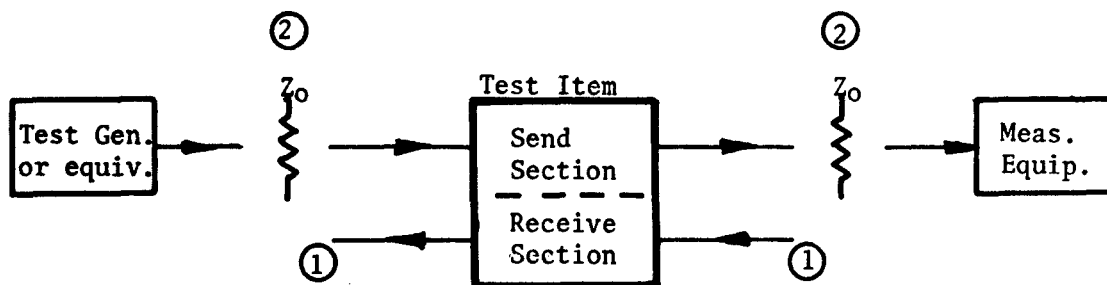 ② ②
Z₀ Test Item Z₀
Test Gen.
or equiv.
Send
Section
Meas.
Equip.
Receive
Section
① ①